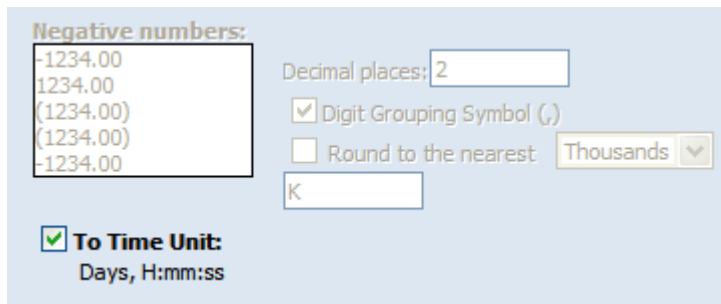 Negative numbers:
-1234.00
1234.00
(1234.00)
(1234.00)
-1234.00
Decimal places: 2
Digit Grouping Symbol (,)
Round to the nearest Thousands
K
To Time Unit:
Days, H:mm:ss